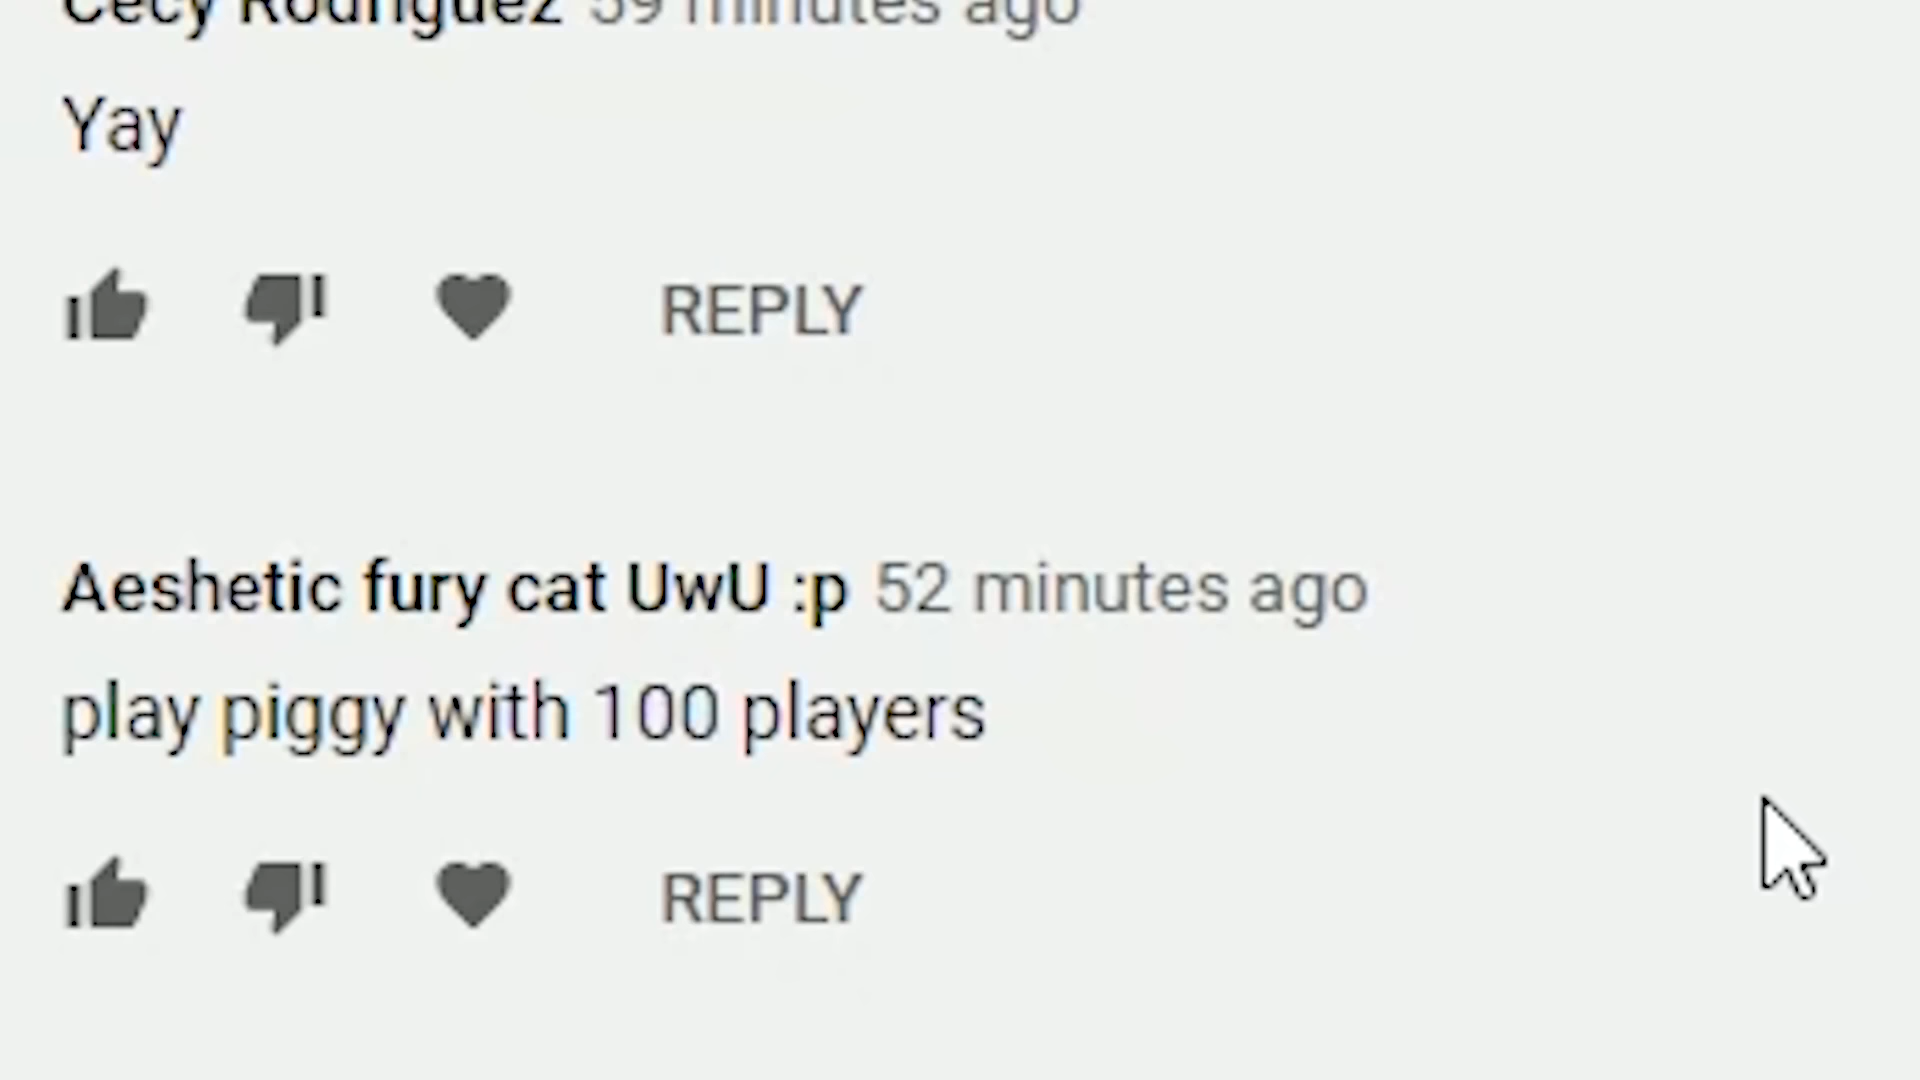 Cecy Rodriguez 59 minutes ago
Yay
REPLY
Aeshetic fury cat UwU :p 52 minutes ago
play piggy with 100 players
REPLY